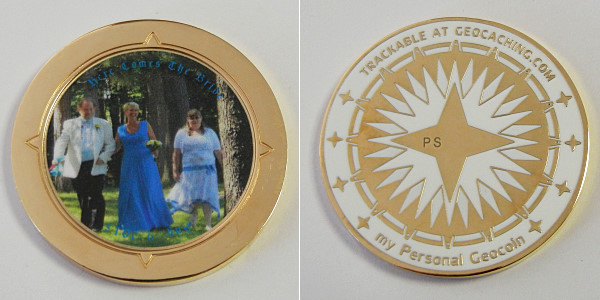 Here Comes The Bride
TRACKABLE AT GEOCACHING.COM
PS
my Personal Geocoin